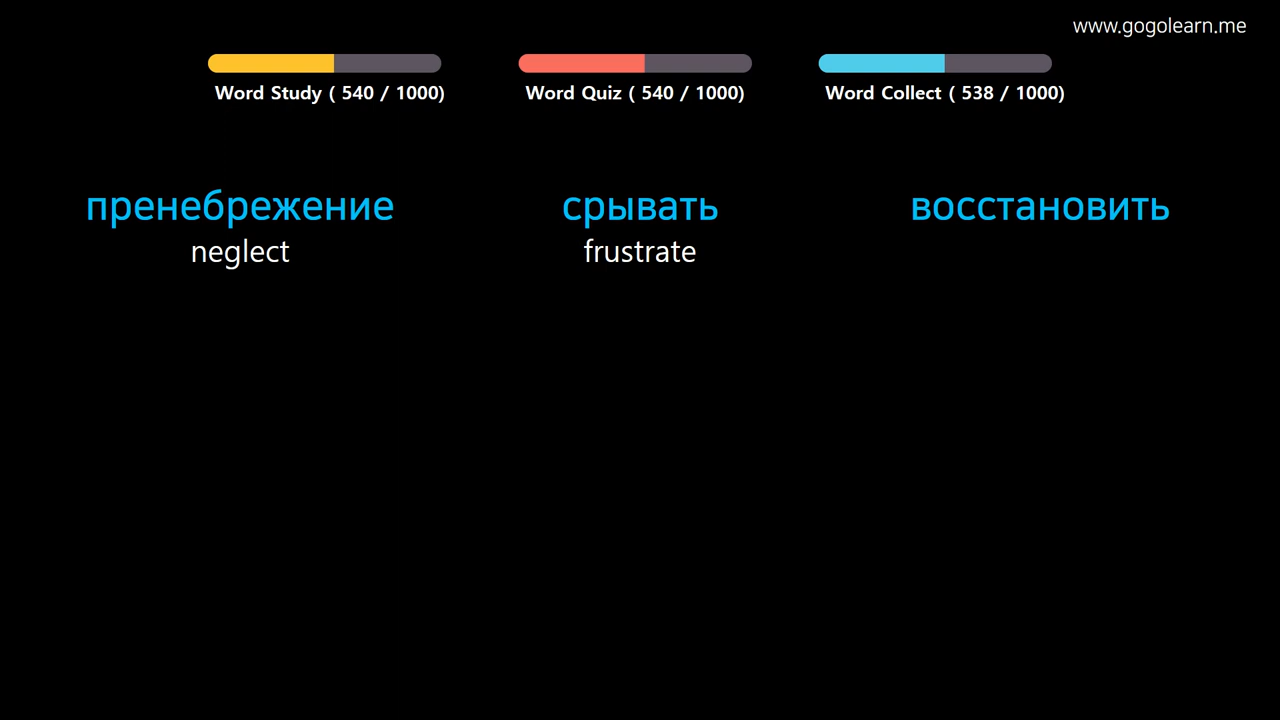 www.gogolearn.me
Word Study ( 540 / 1000)
Word Quiz ( 540 / 1000)
Word Collect ( 538 / 1000)
пренебрежение
neglect
срывать
frustrate
восстановить